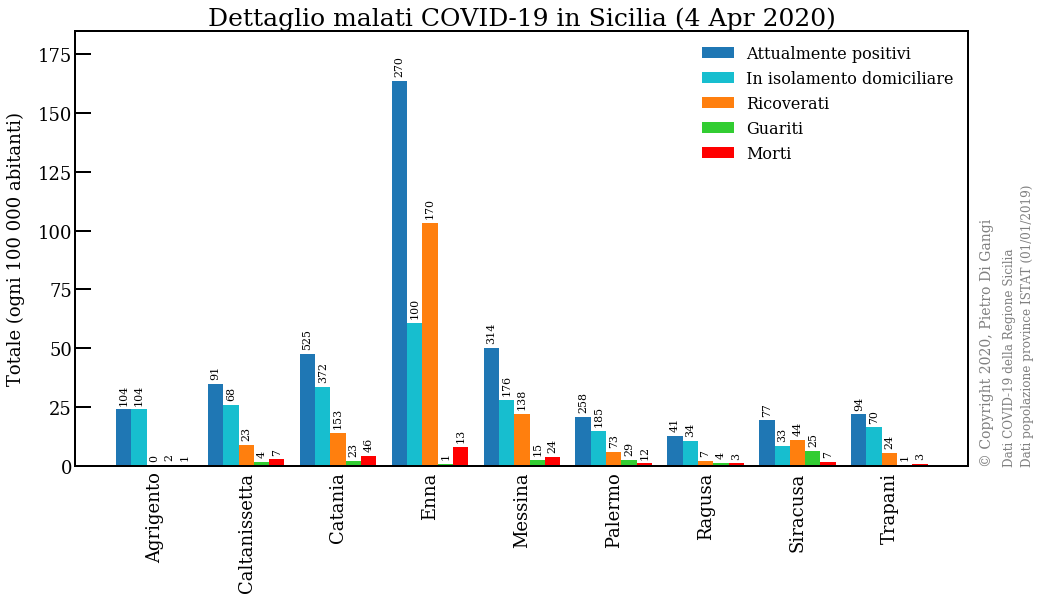 Dettaglio malati COVID-19 in Sicilia (4 Apr 2020)
Totale (ogni 100 000 abitanti)
175
150
125
100
75
50
25
0
Attualmente positivi
In isolamento domiciliare
Ricoverati
Guariti
Morti
104 104 0 2 1
91 68 23 4 7
525 372 153 23 46
270 100 170 1 13
314 176 138 15 24
258 185 73 29 12
41 34 7 4 3
77 33 44 25 7
94 70 24 1 3
Agrigento
Caltanissetta
Catania
Enna
Messina
Palermo
Ragusa
Siracusa
Trapani
© Copyright 2020, Pietro Di Gangi
Dati COVID-19 della Regione Sicilia
Dati popolazione province ISTAT (01/01/2019)